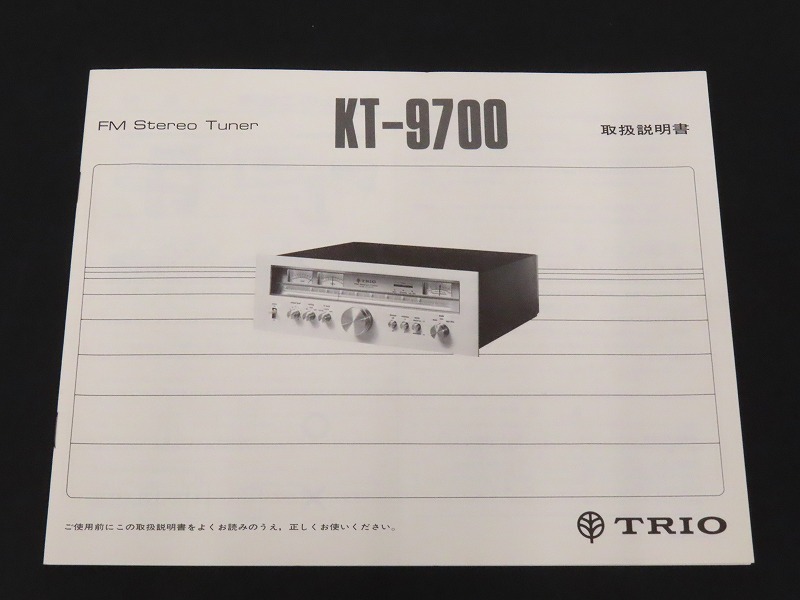 FM Stereo Tuner
KT-9700
取扱説明書
TRIO
ご使用前にこの取扱説明書をよくお読みのうえ，正しくお使いください。
TRIO